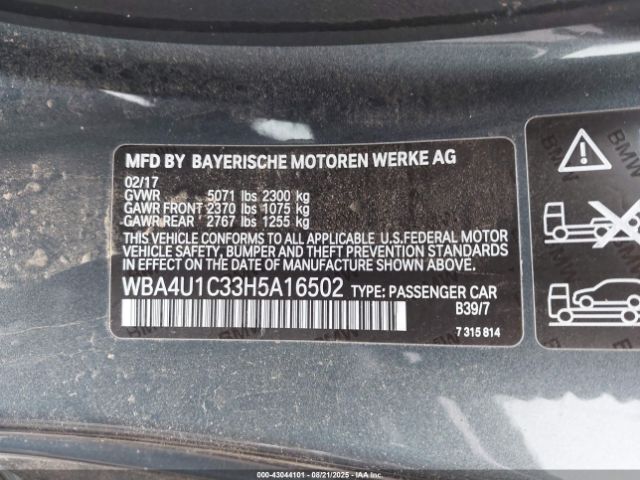 MFD BY BAYERISCHE MOTOREN WERKE AG
02/17
GVWR 5071 lbs 2300 kg
GAWR FRONT 2370 lbs 1075 kg
GAWR REAR 2767 lbs 1255 kg
THIS VEHICLE CONFORMS TO ALL APPLICABLE U.S.FEDERAL MOTOR
VEHICLE SAFETY, BUMPER AND THEFT PREVENTION STANDARDS
IN EFFECT ON THE DATE OF MANUFACTURE SHOWN ABOVE.
WBA4U1C33H5A16502 TYPE: PASSENGER CAR
B39/7
7 315 814
000-43044101 08/21/2025 IAAI.COM